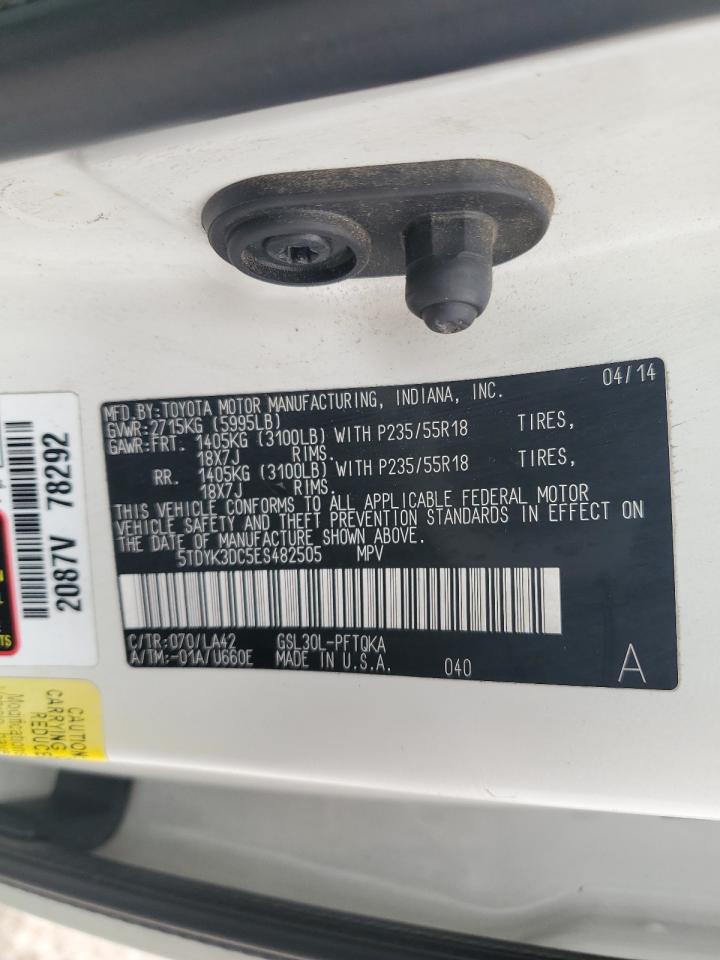 MFD.BY:TOYOTA MOTOR MANUFACTURING, INDIANA, INC. 04/14
GVWR:2715KG (5995LB)
GAWR:FRT. 1405KG (3100LB) WITH P235/55R18 TIRES,
18X7J RIMS.
RR. 1405KG (3100LB) WITH P235/55R18 TIRES,
18X7J RIMS.
THIS VEHICLE CONFORMS TO ALL APPLICABLE FEDERAL MOTOR
VEHICLE SAFETY AND THEFT PREVENTION STANDARDS IN EFFECT ON
THE DATE OF MANUFACTURE SHOWN ABOVE.
5TDYK3DC5ES482505 MPV
C/TR:070/LA42 GSL30L-PFTQKA
A/TM:-01A/U660E MADE IN U.S.A. 040 A
2087V 78292
CAUTION
CARRYING
REDUCE
Modifications